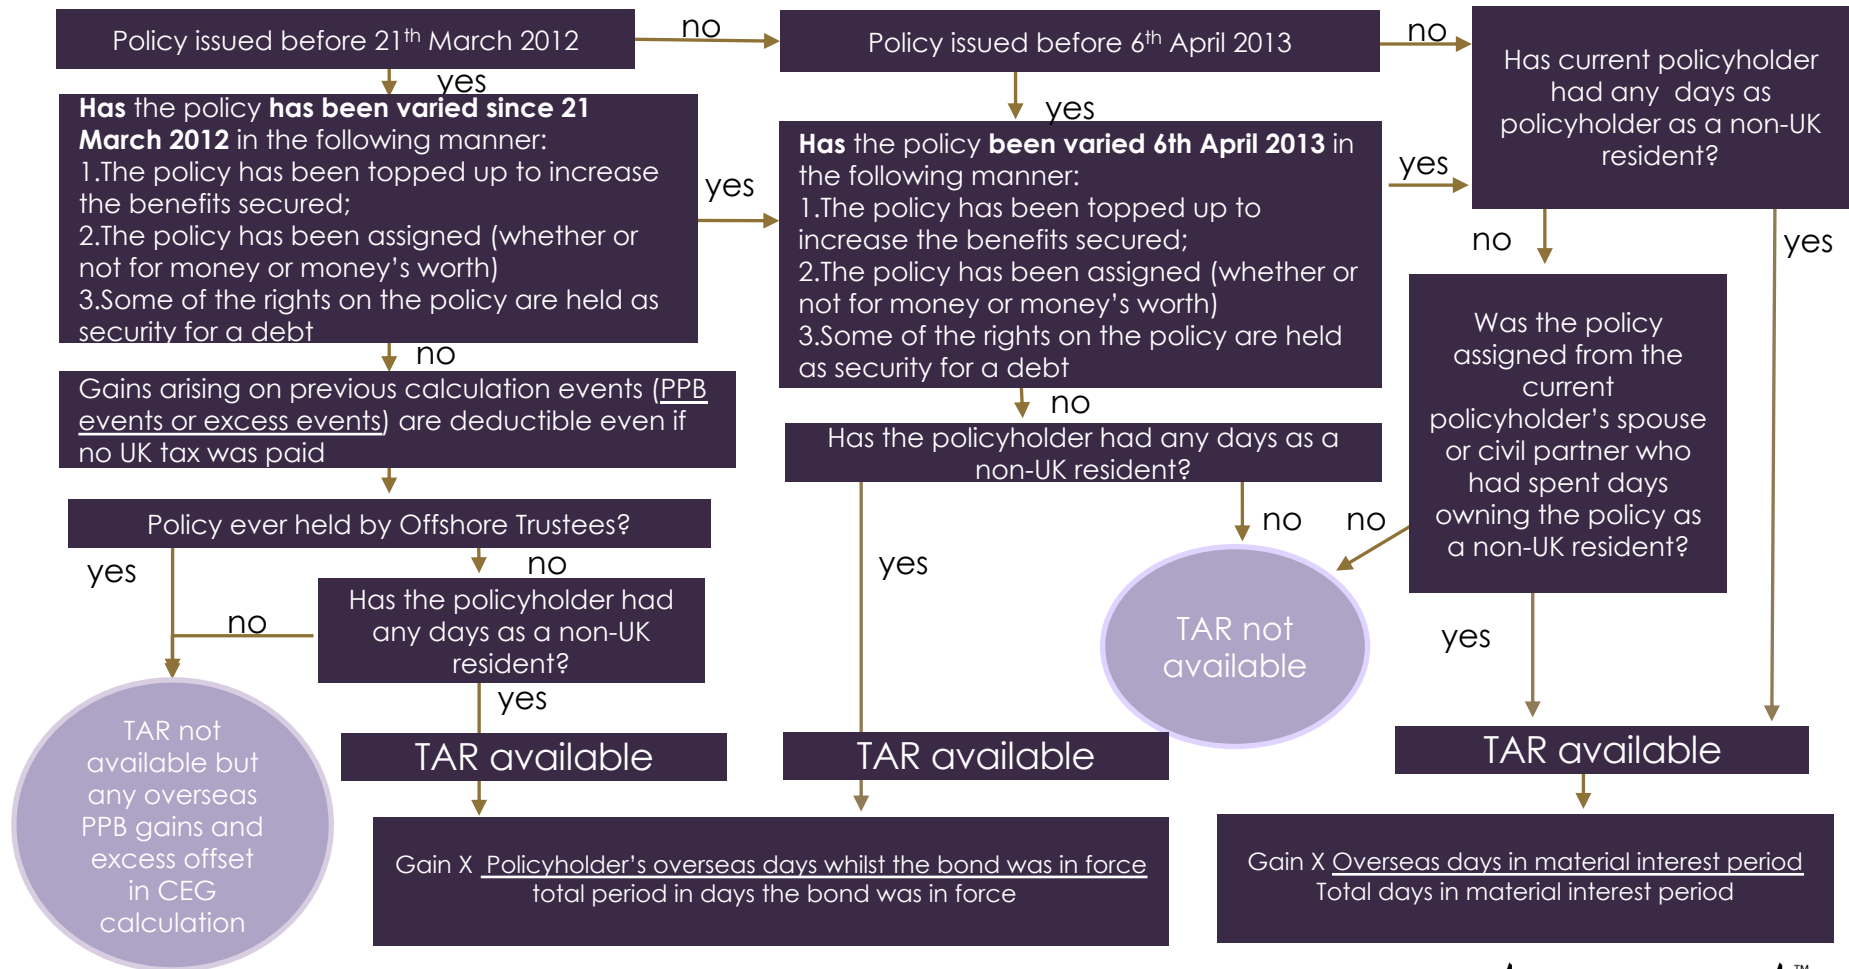 Policy issued before 21th March 2012
no
Policy issued before 6th April 2013
no
Has current policyholder
had any days as
policyholder as a non-UK
resident?
yes
Has the policy has been varied since 21
March 2012 in the following manner:
1.The policy has been topped up to increase
the benefits secured;
2.The policy has been assigned (whether or
not for money or money's worth)
3.Some of the rights on the policy are held as
security for a debt
yes
yes
Has the policy been varied 6th April 2013 in
the following manner:
1.The policy has been topped up to
increase the benefits secured;
2.The policy has been assigned (whether or
not for money or money's worth)
3.Some of the rights on the policy are held
as security for a debt
yes
no
yes
Was the policy
assigned from the
current
policyholder's spouse
or civil partner who
had spent days
owning the policy as
a non-UK resident?
no
Gains arising on previous calculation events (PPB
events or excess events) are deductible even if
no UK tax was paid
no
Has the policyholder had any days as a
non-UK resident?
Policy ever held by Offshore Trustees?
yes
no
yes
no
no
Has the policyholder had
any days as a non-UK
resident?
no
yes
TAR not
available
yes
TAR not
available but
any overseas
PPB gains and
excess offset
in CEG
calculation
TAR available
TAR available
TAR available
Gain X Policyholder's overseas days whilst the bond was in force
total period in days the bond was in force
Gain X Overseas days in material interest period
Total days in material interest period
TM